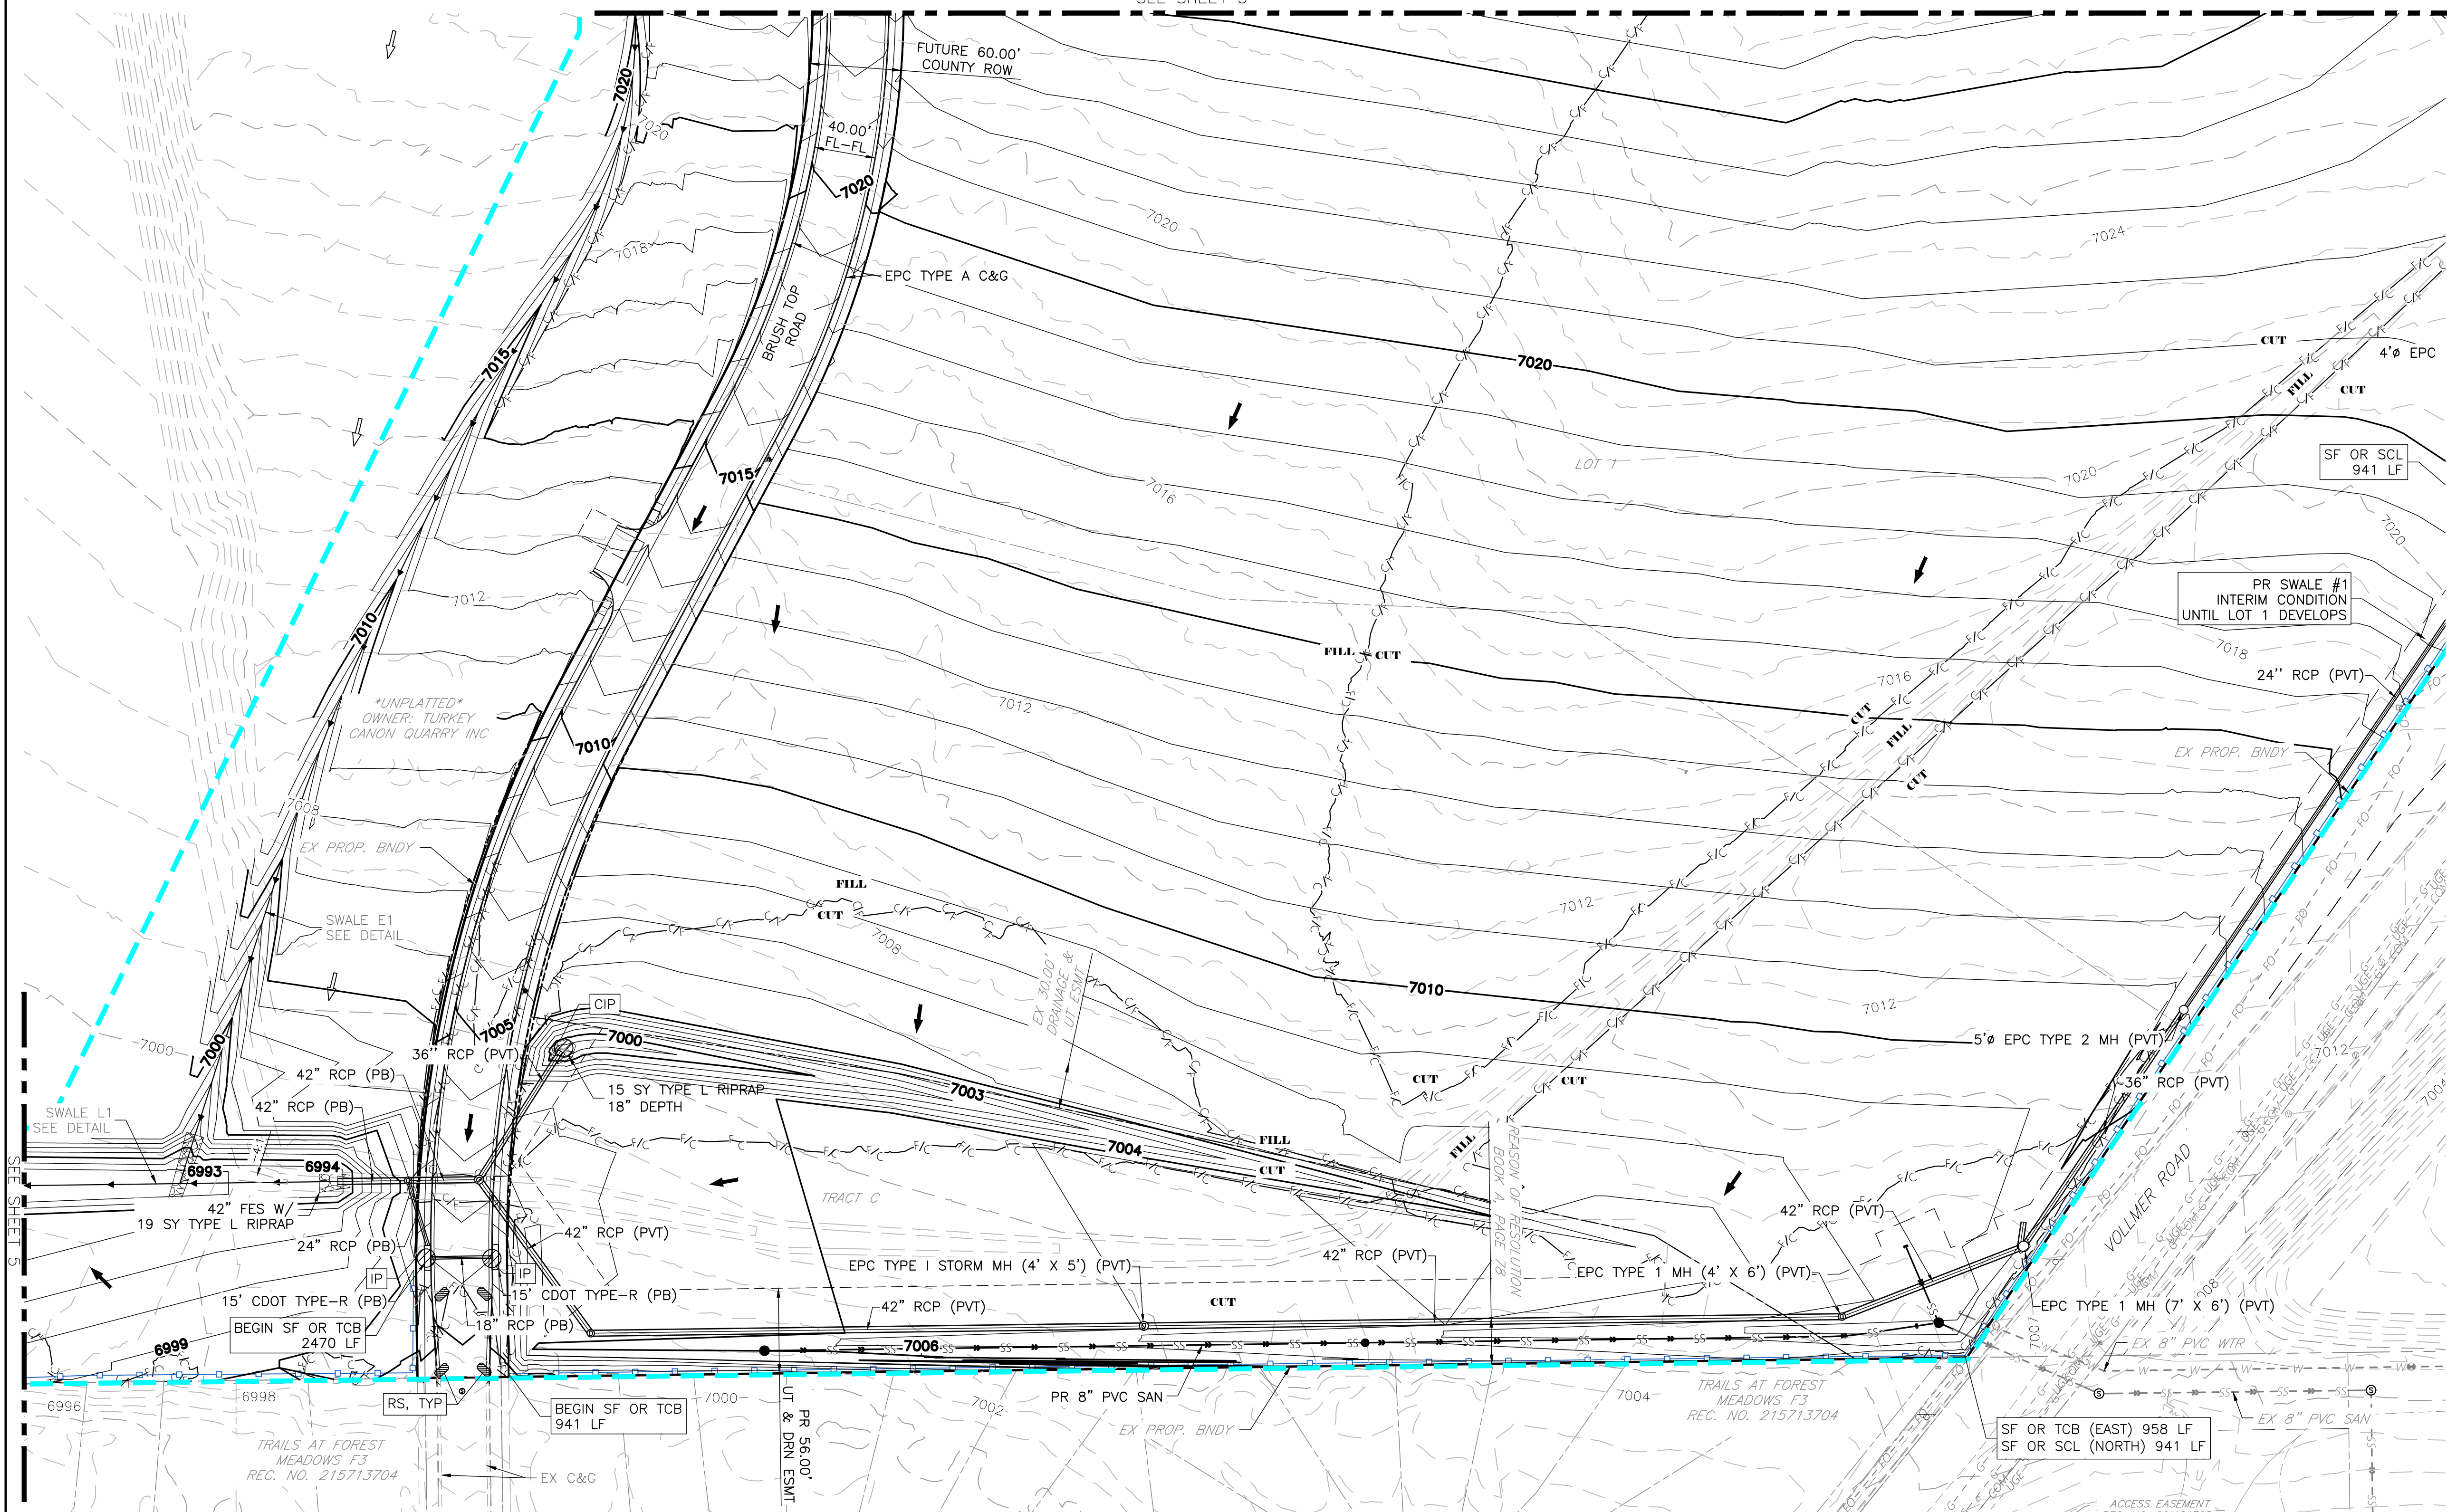 FUTURE 60.00'
COUNTY ROW
7020
7020
40.00'
FL-FL
7020
7020
7024
7018
EPC TYPE A C&G
BRUSH TOP
ROAD
7015
7020
CUT
4'ø EPC
FILL
CUT
SF OR SCL
941 LF
LOT 1
7020
7015
7016
7020
7012
7010
PR SWALE #1
INTERIM CONDITION
UNTIL LOT 1 DEVELOPS
7018
24'' RCP (PVT)
FILL
CUT
7016
*UNPLATTED*
OWNER: TURKEY
CANON QUARRY INC
7012
CUT
FILL
CUT
7010
EX PROP. BNDY
7008
EX PROP. BNDY
FILL
CUT
7008
7012
SWALE E1
SEE DETAIL
EX 30.00'
DRAINAGE &
UT ESMT
7010
7012
CIP
7005
7000
36'' RCP (PVT)
5'ø EPC TYPE 2 MH (PVT)
7012
7000
7000
42" RCP (PB)
15 SY TYPE L RIPRAP
18" DEPTH
7003
CUT
CUT
36" RCP (PVT)
7004
42" RCP (PB)
SWALE L1
SEE DETAIL
7004
FILL
CUT
FILL
REASON OF RESOLUTION
BOOK A, PAGE 78
VOLLMER ROAD
6993
6994
4:1
SEE SHEET 5
42" FES W/
19 SY TYPE L RIPRAP
TRACT C
42" RCP (PVT)
42" RCP (PVT)
24" RCP (PB)
IP
IP
EPC TYPE I STORM MH (4' X 5') (PVT)
42" RCP (PVT)
EPC TYPE 1 MH (4' X 6') (PVT)
15' CDOT TYPE-R (PB)
15' CDOT TYPE-R (PB)
CUT
42" RCP (PVT)
EPC TYPE 1 MH (7' X 6') (PVT)
7008
18" RCP (PB)
BEGIN SF OR TCB
2470 LF
6999
7006
7007
EX 8" PVC WTR
6996
6998
RS, TYP
BEGIN SF OR TCB
941 LF
7000
7002
PR 8" PVC SAN
7004
TRAILS AT FOREST
MEADOWS F3
REC. NO. 215713704
EX PROP. BNDY
PR 56.00'
UT & DRN ESMT
SF OR TCB (EAST) 958 LF
SF OR SCL (NORTH) 941 LF
EX 8" PVC SAN
TRAILS AT FOREST
MEADOWS F3
REC. NO. 215713704
EX C&G
ACCESS EASEMENT